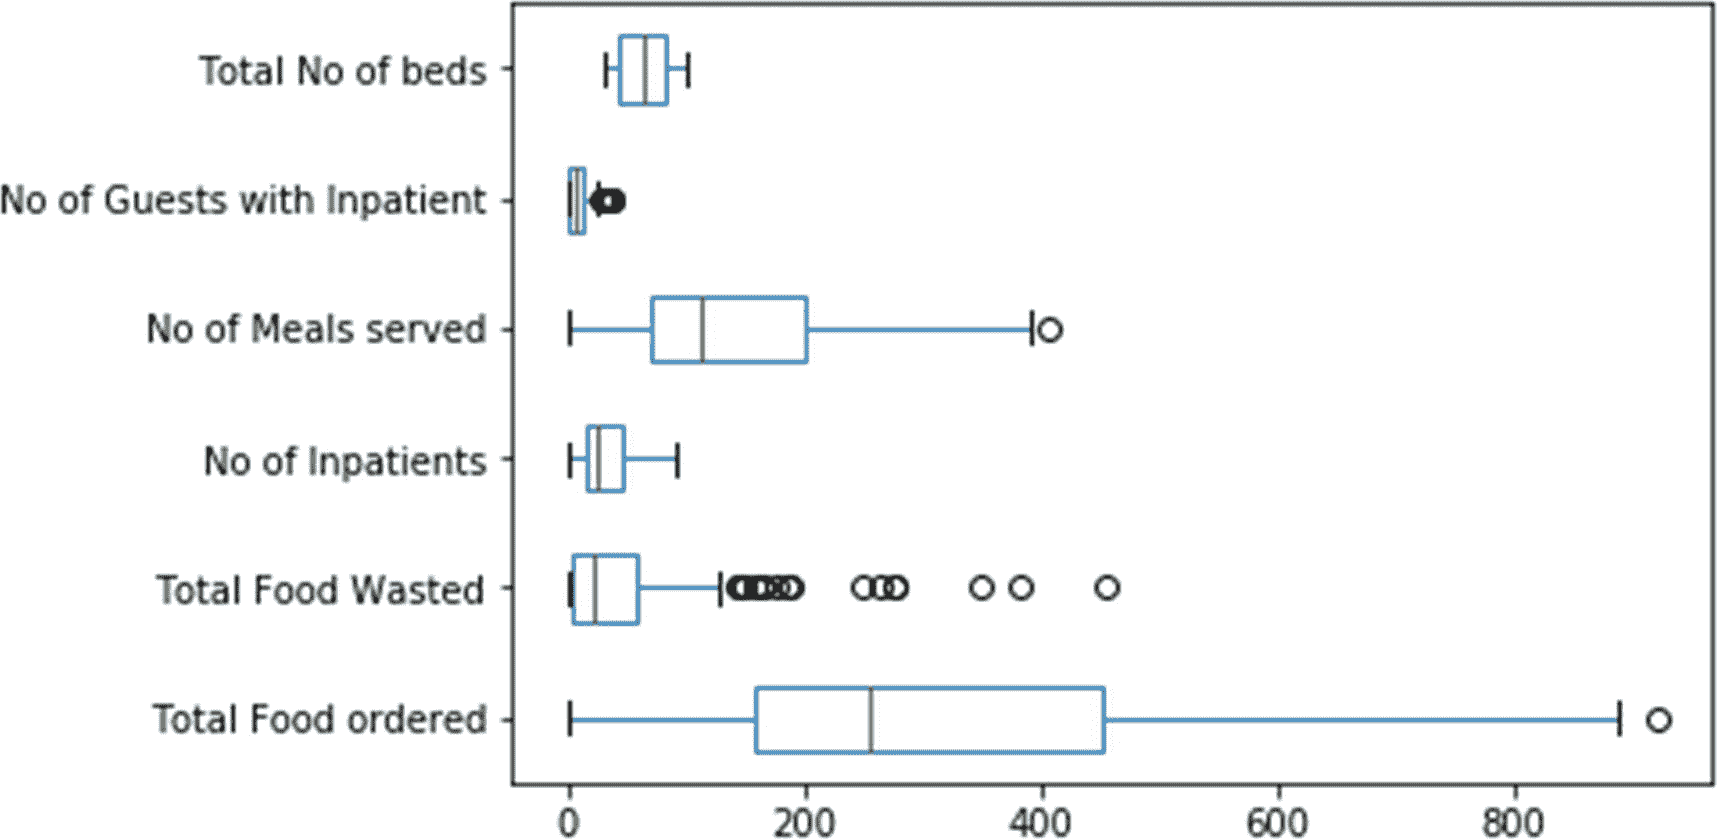 Total No of beds
No of Guests with Inpatient
No of Meals served
No of Inpatients
Total Food Wasted
Total Food ordered
0 200 400 600 800